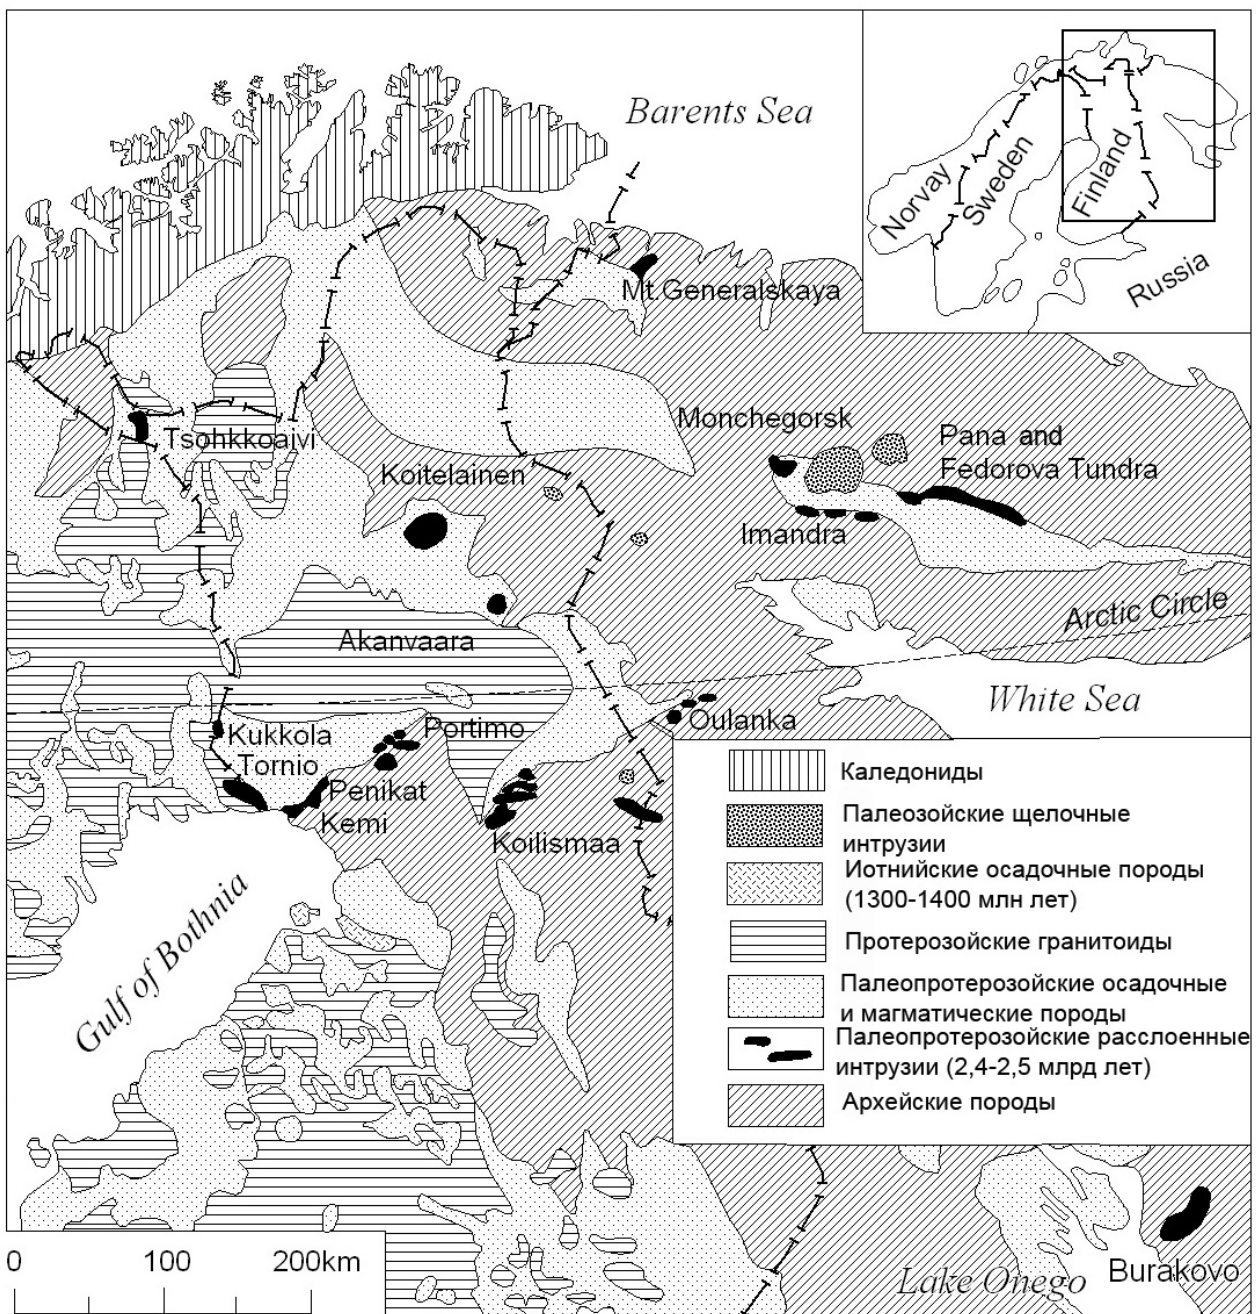 Barents Sea
Norvay
Sweden
Finland
Russia
Mt.Generalskaya
Monchegorsk
Tsohkkoaivi
Pana and
Fedorova Tundra
Koitelainen
Imandra
Arctic Circle
Akanvaara
White Sea
Oulanka
Kukkola
Portimo
Tornio
Penikat
Kemi
Koilismaa
Gulf of Bothnia
Каледониды
Палеозойские щелочные
интрузии
Иотнийские осадочные породы
(1300-1400 млн лет)
Протерозойские гранитоиды
Палеопротерозойские осадочные
и магматические породы
Палеопротерозойские расслоенные
интрузии (2,4-2,5 млрд лет)
Архейские породы
0 100 200km
Lake Onego
Burakovo